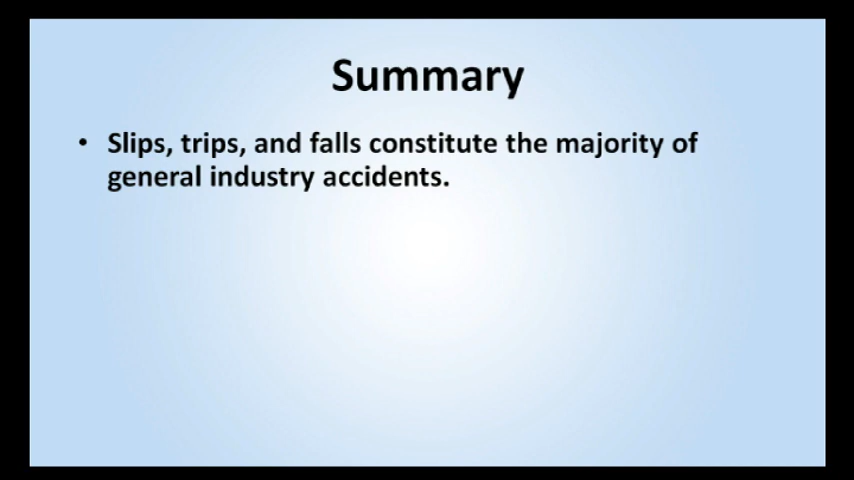 Summary
• Slips, trips, and falls constitute the majority of
general industry accidents.